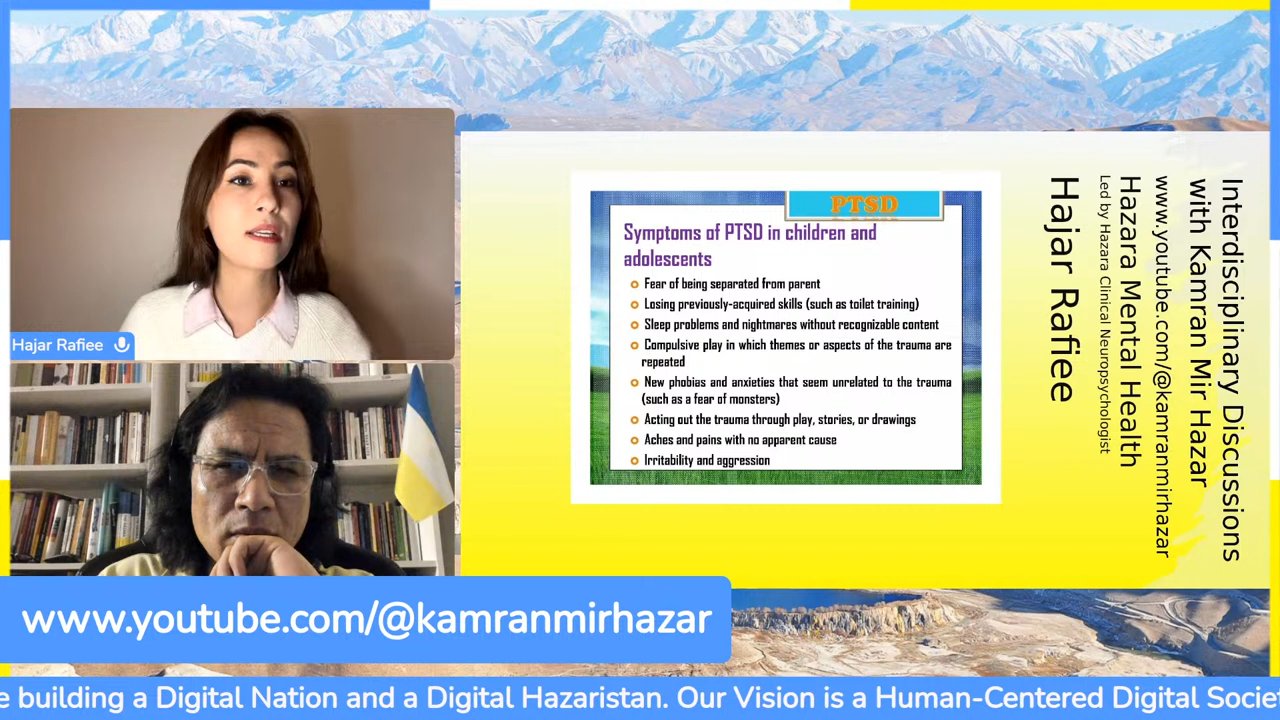 Hajar Rafiee
PTSD
Symptoms of PTSD in children and
adolescents
Fear of being separated from parent
Losing previously-acquired skills (such as toilet training)
Sleep problems and nightmares without recognizable content
Compulsive play in which themes or aspects of the trauma are
repeated
New phobias and anxieties that seem unrelated to the trauma
(such as a fear of monsters)
Acting out the trauma through play, stories, or drawings
Aches and pains with no apparent cause
Irritability and aggression
Interdisciplinary Discussions
with Kamran Mir Hazar
www.youtube.com/@kamranmirhazar
Hazara Mental Health
Led by Hazara Clinical Neuropsychologist
Hajar Rafiee
www.youtube.com/@kamranmirhazar
e building a Digital Nation and a Digital Hazaristan. Our Vision is a Human-Centered Digital Societ